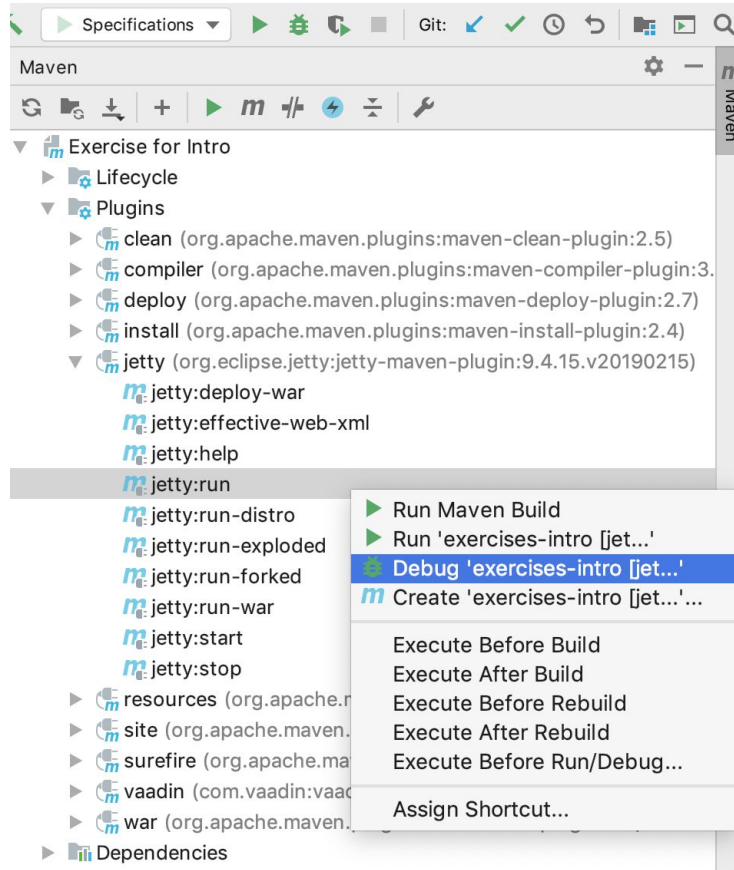 Specifications
Git:
Maven
Maven
Exercise for Intro
Lifecycle
Plugins
clean (org.apache.maven.plugins:maven-clean-plugin:2.5)
compiler (org.apache.maven.plugins:maven-compiler-plugin:3.
deploy (org.apache.maven.plugins:maven-deploy-plugin:2.7)
install (org.apache.maven.plugins:maven-install-plugin:2.4)
jetty (org.eclipse.jetty:jetty-maven-plugin:9.4.15.v20190215)
jetty:deploy-war
jetty:effective-web-xml
jetty:help
jetty:run
jetty:run-distro
jetty:run-exploded
jetty:run-forked
jetty:run-war
jetty:start
jetty:stop
resources (org.apache.
site (org.apache.maven.
surefire (org.apache.ma
vaadin (com.vaadin:vaad
war (org.apache.maven.
Dependencies
Run Maven Build
Run 'exercises-intro [jet...'
Debug 'exercises-intro [jet...'
Create 'exercises-intro [jet...'...
Execute Before Build
Execute After Build
Execute Before Rebuild
Execute After Rebuild
Execute Before Run/Debug...
Assign Shortcut...